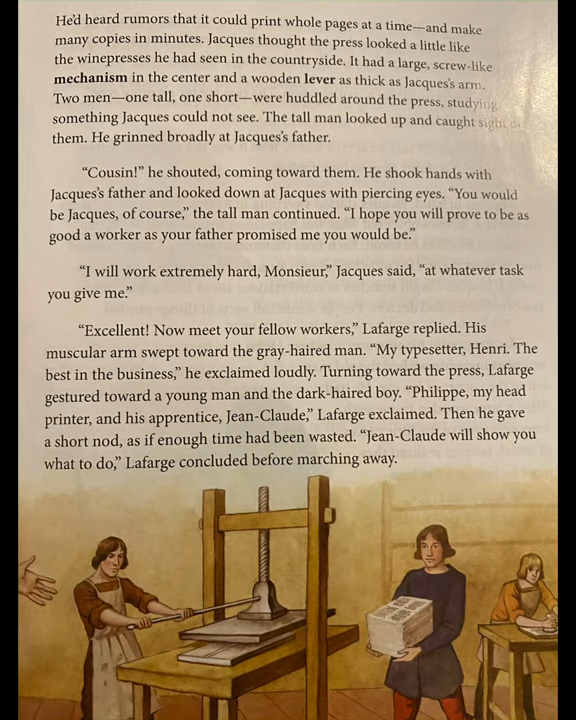 He'd heard rumors that it could print whole pages at a time—and make
many copies in minutes. Jacques thought the press looked a little like
the winepresses he had seen in the countryside. It had a large, screw-like
mechanism in the center and a wooden lever as thick as Jacques's arm.
Two men—one tall, one short—were huddled around the press, studying
something Jacques could not see. The tall man looked up and caught sight of
them. He grinned broadly at Jacques's father.
“Cousin!” he shouted, coming toward them. He shook hands with
Jacques's father and looked down at Jacques with piercing eyes. “You would
be Jacques, of course,” the tall man continued. “I hope you will prove to be as
good a worker as your father promised me you would be.”
“I will work extremely hard, Monsieur,” Jacques said, “at whatever task
you give me.”
“Excellent! Now meet your fellow workers,” Lafarge replied. His
muscular arm swept toward the gray-haired man. “My typesetter, Henri. The
best in the business,” he exclaimed loudly. Turning toward the press, Lafarge
gestured toward a young man and the dark-haired boy. “Philippe, my head
printer, and his apprentice, Jean-Claude,” Lafarge exclaimed. Then he gave
a short nod, as if enough time had been wasted. “Jean-Claude will show you
what to do,” Lafarge concluded before marching away.